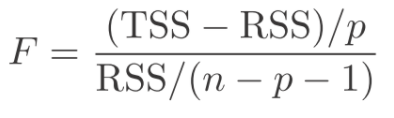 F = (TSS − RSS)/p
RSS/(n − p − 1)